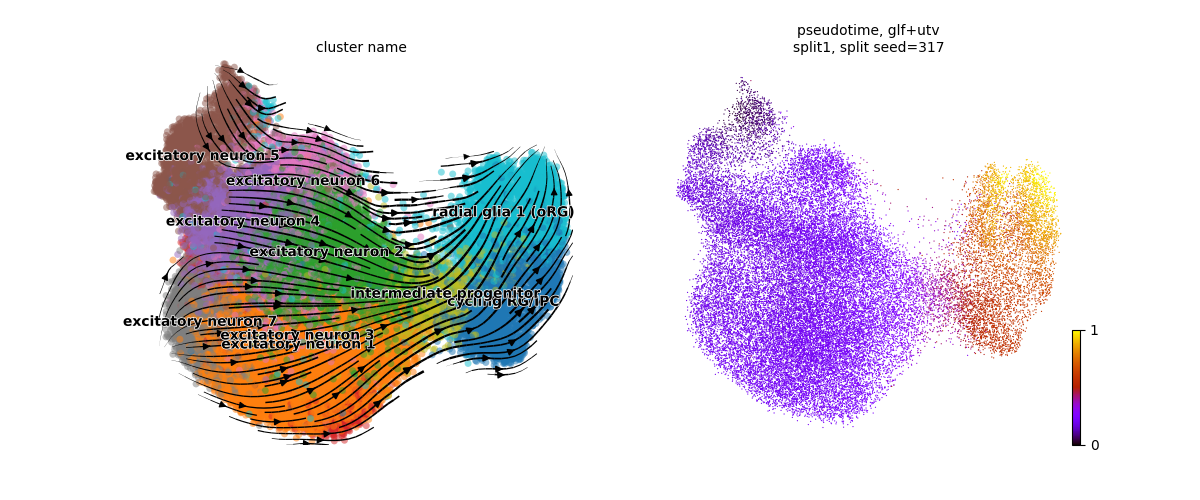 cluster name
excitatory neuron 5
excitatory neuron 6
radial glia 1 (oRG)
excitatory neuron 4
excitatory neuron 2
intermediate progenitor
cycling RG/IPC
excitatory neuron 7
excitatory neuron 3
excitatory neuron 1
pseudotime, glf+utv
split1, split seed=317
1
0